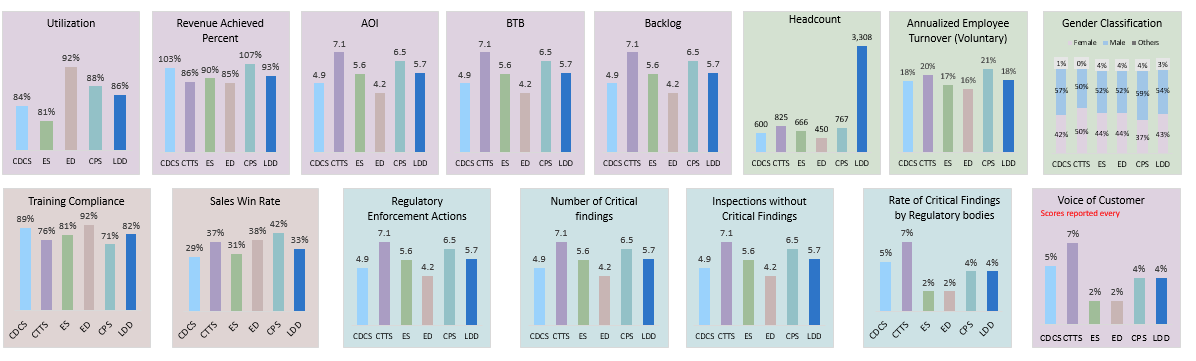 Utilization
84%
81%
92%
88%
86%
CDCS ES ED CPS LDD
Revenue Achieved
Percent
103%
86%
90%
85%
107%
93%
CDCS CTTS ES ED CPS LDD
AOI
4.9
7.1
5.6
4.2
6.5
5.7
CDCS CTTS ES ED CPS LDD
BTB
4.9
7.1
5.6
4.2
6.5
5.7
CDCS CTTS ES ED CPS LDD
Backlog
4.9
7.1
5.6
4.2
6.5
5.7
CDCS CTTS ES ED CPS LDD
Headcount
600
825
666
450
767
3,308
CDCS CTTS ES ED CPS LDD
Annualized Employee
Turnover (Voluntary)
18%
20%
17%
16%
21%
18%
CDCS CTTS ES ED CPS LDD
Gender Classification
Female Male Others
1% 0% 4% 4% 4% 3%
57% 50% 52% 52% 59% 54%
42% 50% 44% 44% 37% 43%
CDCS CTTS ES ED CPS LDD
Training Compliance
89%
76%
81%
92%
71%
82%
CDCS CTTS ES ED CPS LDD
Sales Win Rate
29%
37%
31%
38%
42%
33%
CDCS CTTS ES ED CPS LDD
Regulatory
Enforcement Actions
4.9
7.1
5.6
4.2
6.5
5.7
CDCS CTTS ES ED CPS LDD
Number of Critical
findings
4.9
7.1
5.6
4.2
6.5
5.7
CDCS CTTS ES ED CPS LDD
Inspections without
Critical Findings
4.9
7.1
5.6
4.2
6.5
5.7
CDCS CTTS ES ED CPS LDD
Rate of Critical Findings
by Regulatory bodies
5%
7%
2%
2%
4%
4%
CDCS CTTS ES ED CPS LDD
Voice of Customer
Scores reported every
5%
7%
2%
2%
4%
4%
CDCS CTTS ES ED CPS LDD